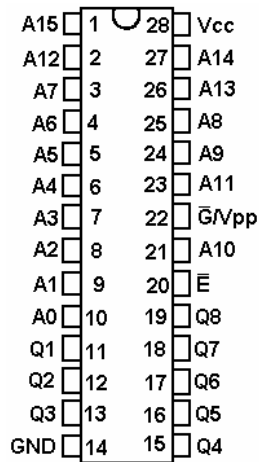 A15 1 28 Vcc
A12 2 27 A14
A7 3 26 A13
A6 4 25 A8
A5 5 24 A9
A4 6 23 A11
A3 7 22 G̅/Vpp
A2 8 21 A10
A1 9 20 E̅
A0 10 19 Q8
Q1 11 18 Q7
Q2 12 17 Q6
Q3 13 16 Q5
GND 14 15 Q4